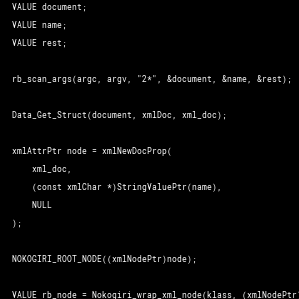 VALUE document;
VALUE name;
VALUE rest;
rb_scan_args(argc, argv, "2*", &document, &name, &rest);
Data_Get_Struct(document, xmlDoc, xml_doc);
xmlAttrPtr node = xmlNewDocProp(
xml_doc,
(const xmlChar *)StringValuePtr(name),
NULL
);
NOKOGIRI_ROOT_NODE((xmlNodePtr)node);
VALUE rb_node = Nokogiri_wrap_xml_node(klass, (xmlNodePtr